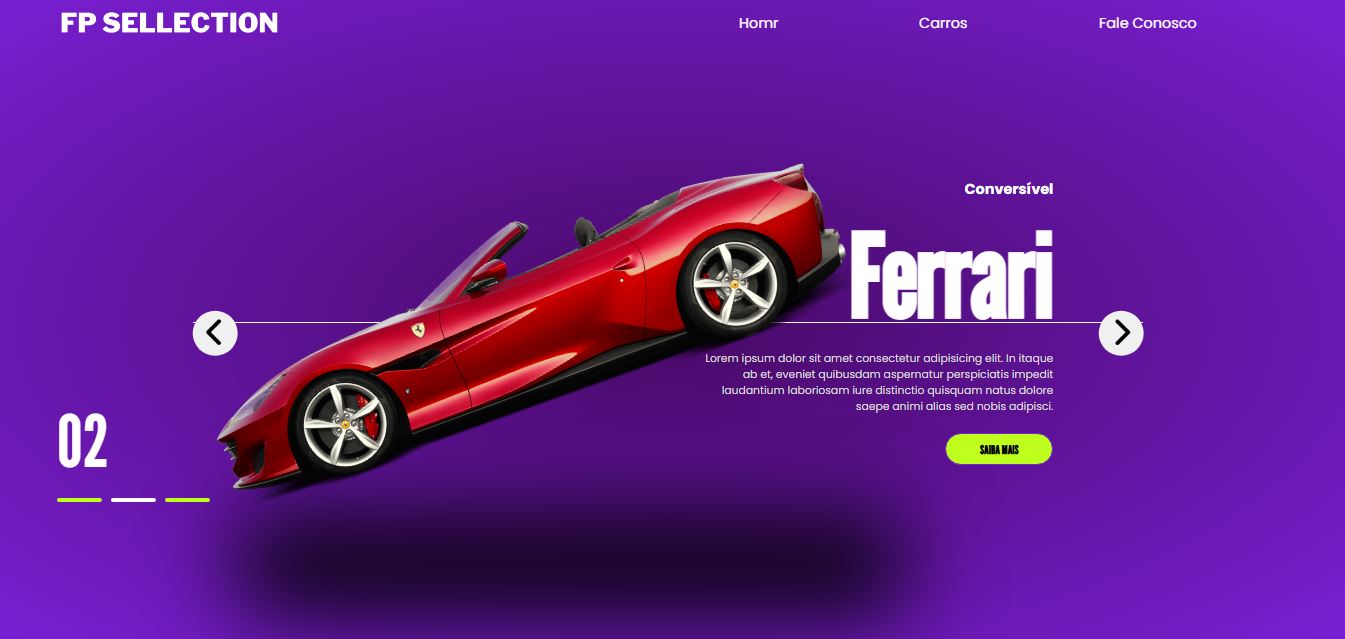 FP SELLECTION
Homr
Carros
Fale Conosco
Conversível
Ferrari
Lorem ipsum dolor sit amet consectetur adipisicing elit. In itaque
ab et, eveniet quibusdam aspernatur perspiciatis impedit
laudantium laboriosam iure distinctio quisquam natus dolore
saepe animi alias sed nobis adipisci.
SAIBA MAIS
02